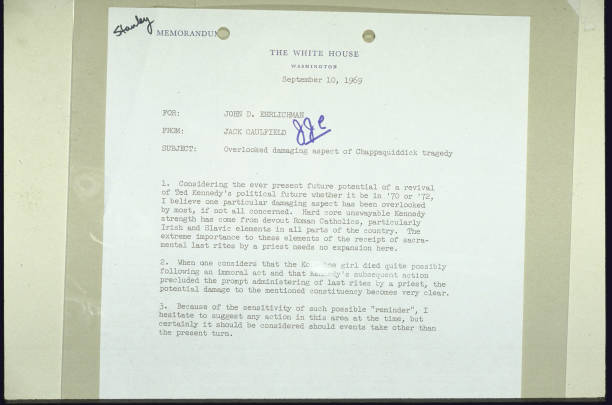 Stanley
MEMORANDUM
THE WHITE HOUSE
WASHINGTON
September 10, 1969
FOR: JOHN D. EHRLICHMAN
FROM: JACK CAULFIELD JJC
SUBJECT: Overlooked damaging aspect of Chappaquiddick tragedy
1. Considering the ever present future potential of a revival
of Ted Kennedy's political future whether it be in '70 or '72,
I believe one particular damaging aspect has been overlooked
by most, if not all concerned. Hard core unswayable Kennedy
strength has come from devout Roman Catholics, particularly
Irish and Slavic elements in all parts of the country. The
extreme importance to these elements of the receipt of sacra-
mental last rites by a priest needs no expansion here.
2. When one considers that the girl died quite possibly
following an immoral act and that Kennedy's subsequent action
precluded the prompt administering of last rites by a priest, the
potential damage to the mentioned constituency becomes very clear.
3. Because of the sensitivity of such possible "reminder", I
hesitate to suggest any action in this area at the time, but
certainly it should be considered should events take other than
the present turn.